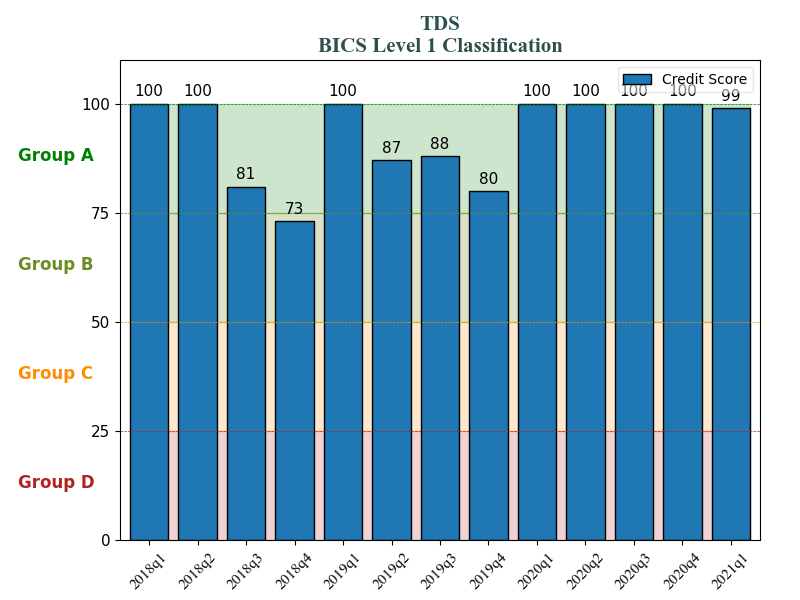 TDS
BICS Level 1 Classification
Credit Score
100 100 81 73 100 87 88 80 100 100 100 100 99
100
Group A
75
Group B
50
Group C
25
Group D
0
2018q1 2018q2 2018q3 2018q4 2019q1 2019q2 2019q3 2019q4 2020q1 2020q2 2020q3 2020q4 2021q1